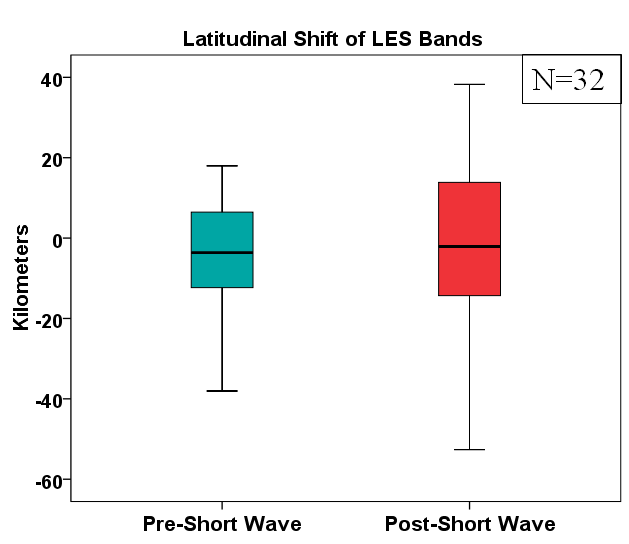 Latitudinal Shift of LES Bands
N=32
Kilometers
40
20
0
-20
-40
-60
Pre-Short Wave
Post-Short Wave